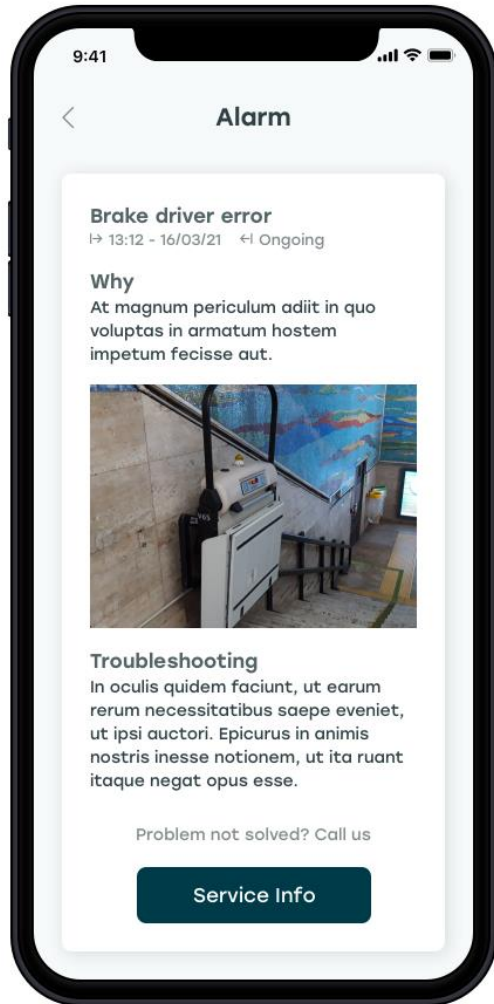 9:41
Alarm
Brake driver error
13:12 - 16/03/21 Ongoing
Why
At magnum periculum adiit in quo
voluptas in armatum hostem
impetum fecisse aut.
V65
Troubleshooting
In oculis quidem faciunt, ut earum
rerum necessitatibus saepe eveniet,
ut ipsi auctori. Epicurus in animis
nostris inesse notionem, ut ita ruant
itaque negat opus esse.
Problem not solved? Call us
Service Info